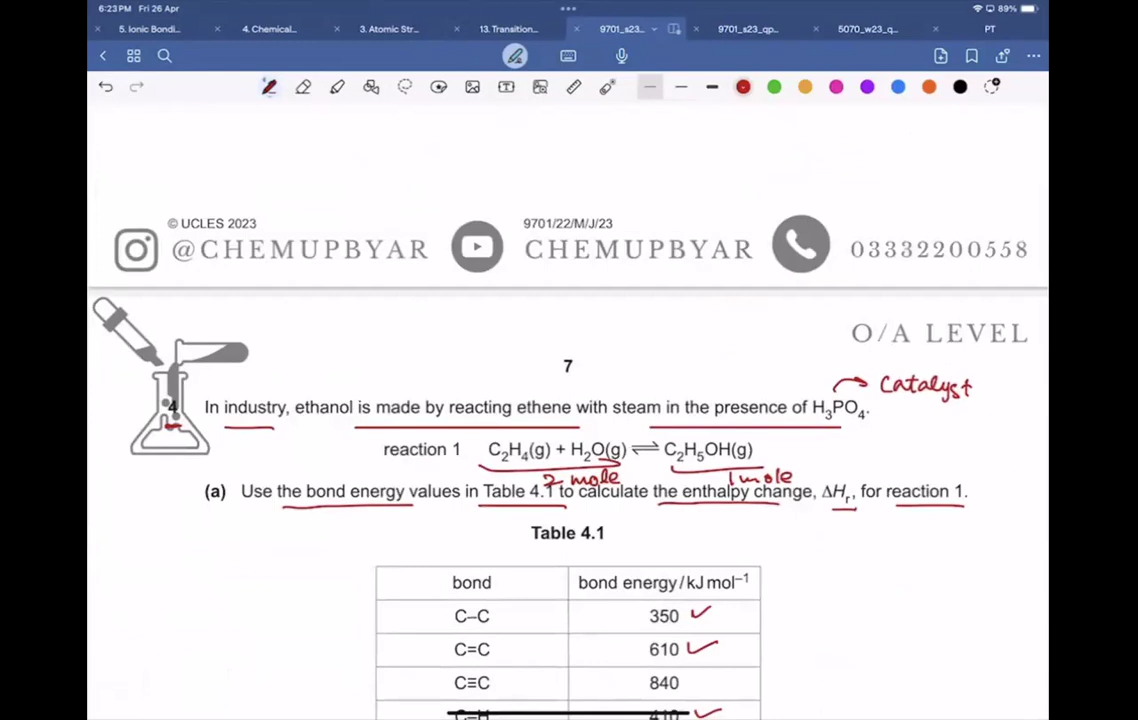 6:23 PM Fri 26 Apr
89%
5. Ionic Bondi...
4. Chemical...
3. Atomic Str...
13. Transition...
9701_s23...
9701_s23_qp...
5070_w23_q...
PT
© UCLES 2023
9701/22/M/J/23
@CHEMUPBYAR
CHEMUPBYAR
03332200558
O/A LEVEL
7
Catalyst
4 In industry, ethanol is made by reacting ethene with steam in the presence of H₃PO₄.
reaction 1 C₂H₄(g) + H₂O(g) ⇌ C₂H₅OH(g)
2 mole 1 mole
(a) Use the bond energy values in Table 4.1 to calculate the enthalpy change, ΔHᵣ, for reaction 1.
Table 4.1
bond bond energy / kJ mol⁻¹
C–C 350
C=C 610
C≡C 840
C–H 410